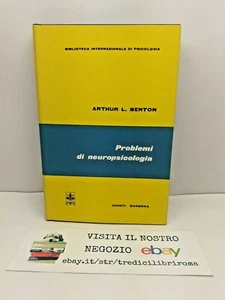 BIBLIOTECA INTERNAZIONALE DI PSICOLOGIA
ARTHUR L. BENTON
Problemi
di neuropsicologia
GIUNTI BARBÈRA
VISITA IL NOSTRO
NEGOZIO ebay
ebay.it/str/tredicilibriroma